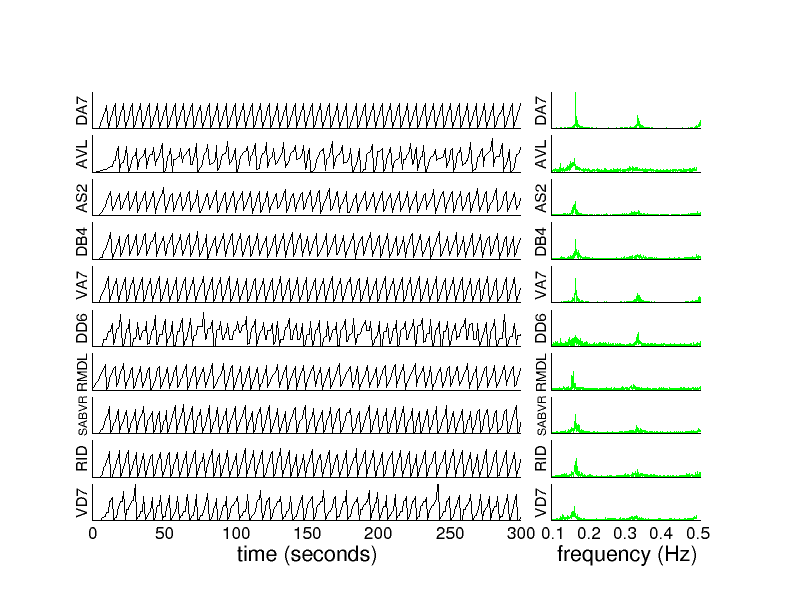 DA7 DA7
AVL AVL
AS2 AS2
DB4 DB4
VA7 VA7
DD6 DD6
RMDL RMDL
SABVR SABVR
RID RID
VD7 VD7
0 50 100 150 200 250 300 0.1 0.2 0.3 0.4 0.5
time (seconds) frequency (Hz)